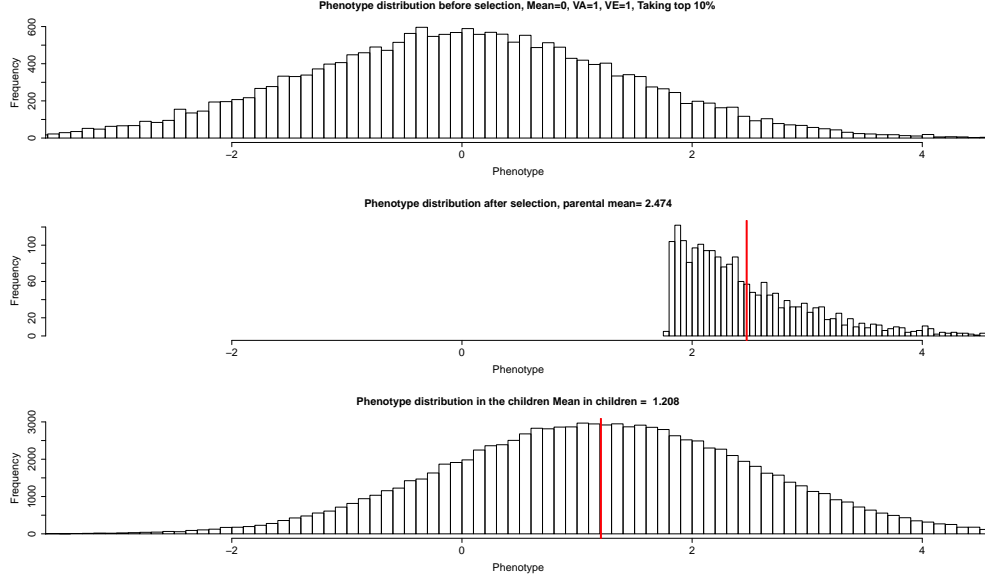 Phenotype distribution before selection, Mean=0, VA=1, VE=1, Taking top 10%
Frequency
0 200 400 600
−2 0 2 4
Phenotype
Phenotype distribution after selection, parental mean= 2.474
Frequency
0 20 60 100
−2 0 2 4
Phenotype
Phenotype distribution in the children Mean in children = 1.208
Frequency
0 1000 2000 3000
−2 0 2 4
Phenotype